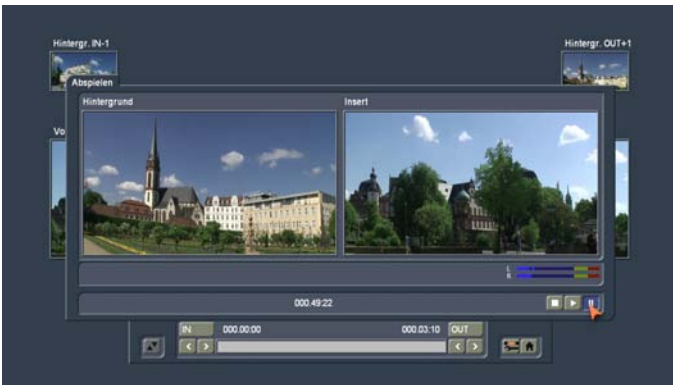 Hintergr. IN-1
Hintergr. OUT+1
Abspielen
Hintergrund
Insert
Vo
L
R
000.49:22
IN
000.00:00
000.03:10
OUT